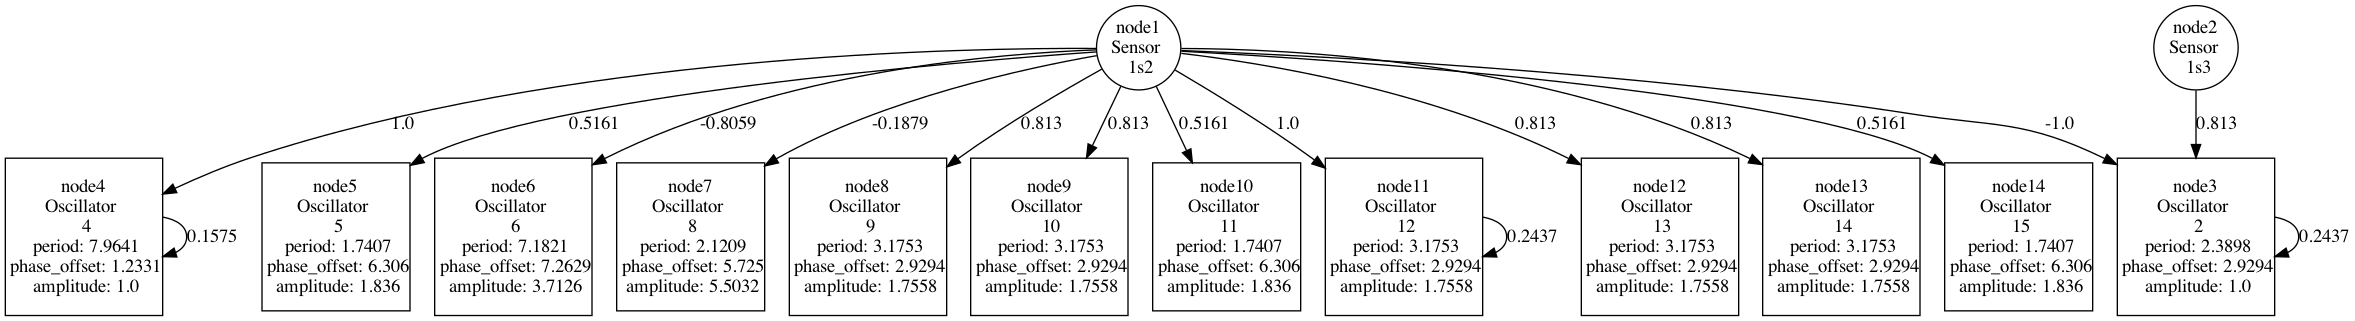 node1
Sensor
1s2
node2
Sensor
1s3
1.0
0.5161
-0.8059
-0.1879
0.813
0.813
0.5161
1.0
0.813
0.813
0.5161
-1.0
0.813
node4
Oscillator
4
period: 7.9641
phase_offset: 1.2331
amplitude: 1.0
0.1575
node5
Oscillator
5
period: 1.7407
phase_offset: 6.306
amplitude: 1.836
node6
Oscillator
6
period: 7.1821
phase_offset: 7.2629
amplitude: 3.7126
node7
Oscillator
8
period: 2.1209
phase_offset: 5.725
amplitude: 5.5032
node8
Oscillator
9
period: 3.1753
phase_offset: 2.9294
amplitude: 1.7558
node9
Oscillator
10
period: 3.1753
phase_offset: 2.9294
amplitude: 1.7558
node10
Oscillator
11
period: 1.7407
phase_offset: 6.306
amplitude: 1.836
node11
Oscillator
12
period: 3.1753
phase_offset: 2.9294
amplitude: 1.7558
0.2437
node12
Oscillator
13
period: 3.1753
phase_offset: 2.9294
amplitude: 1.7558
node13
Oscillator
14
period: 3.1753
phase_offset: 2.9294
amplitude: 1.7558
node14
Oscillator
15
period: 1.7407
phase_offset: 6.306
amplitude: 1.836
node3
Oscillator
2
period: 2.3898
phase_offset: 2.9294
amplitude: 1.0
0.2437